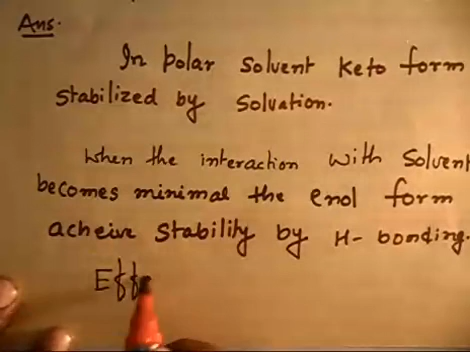 Ans.
In polar solvent keto form
stabilized by solvation.
When the interaction with solvent
becomes minimal the enol form
acheive stability by H-bonding.
Eff